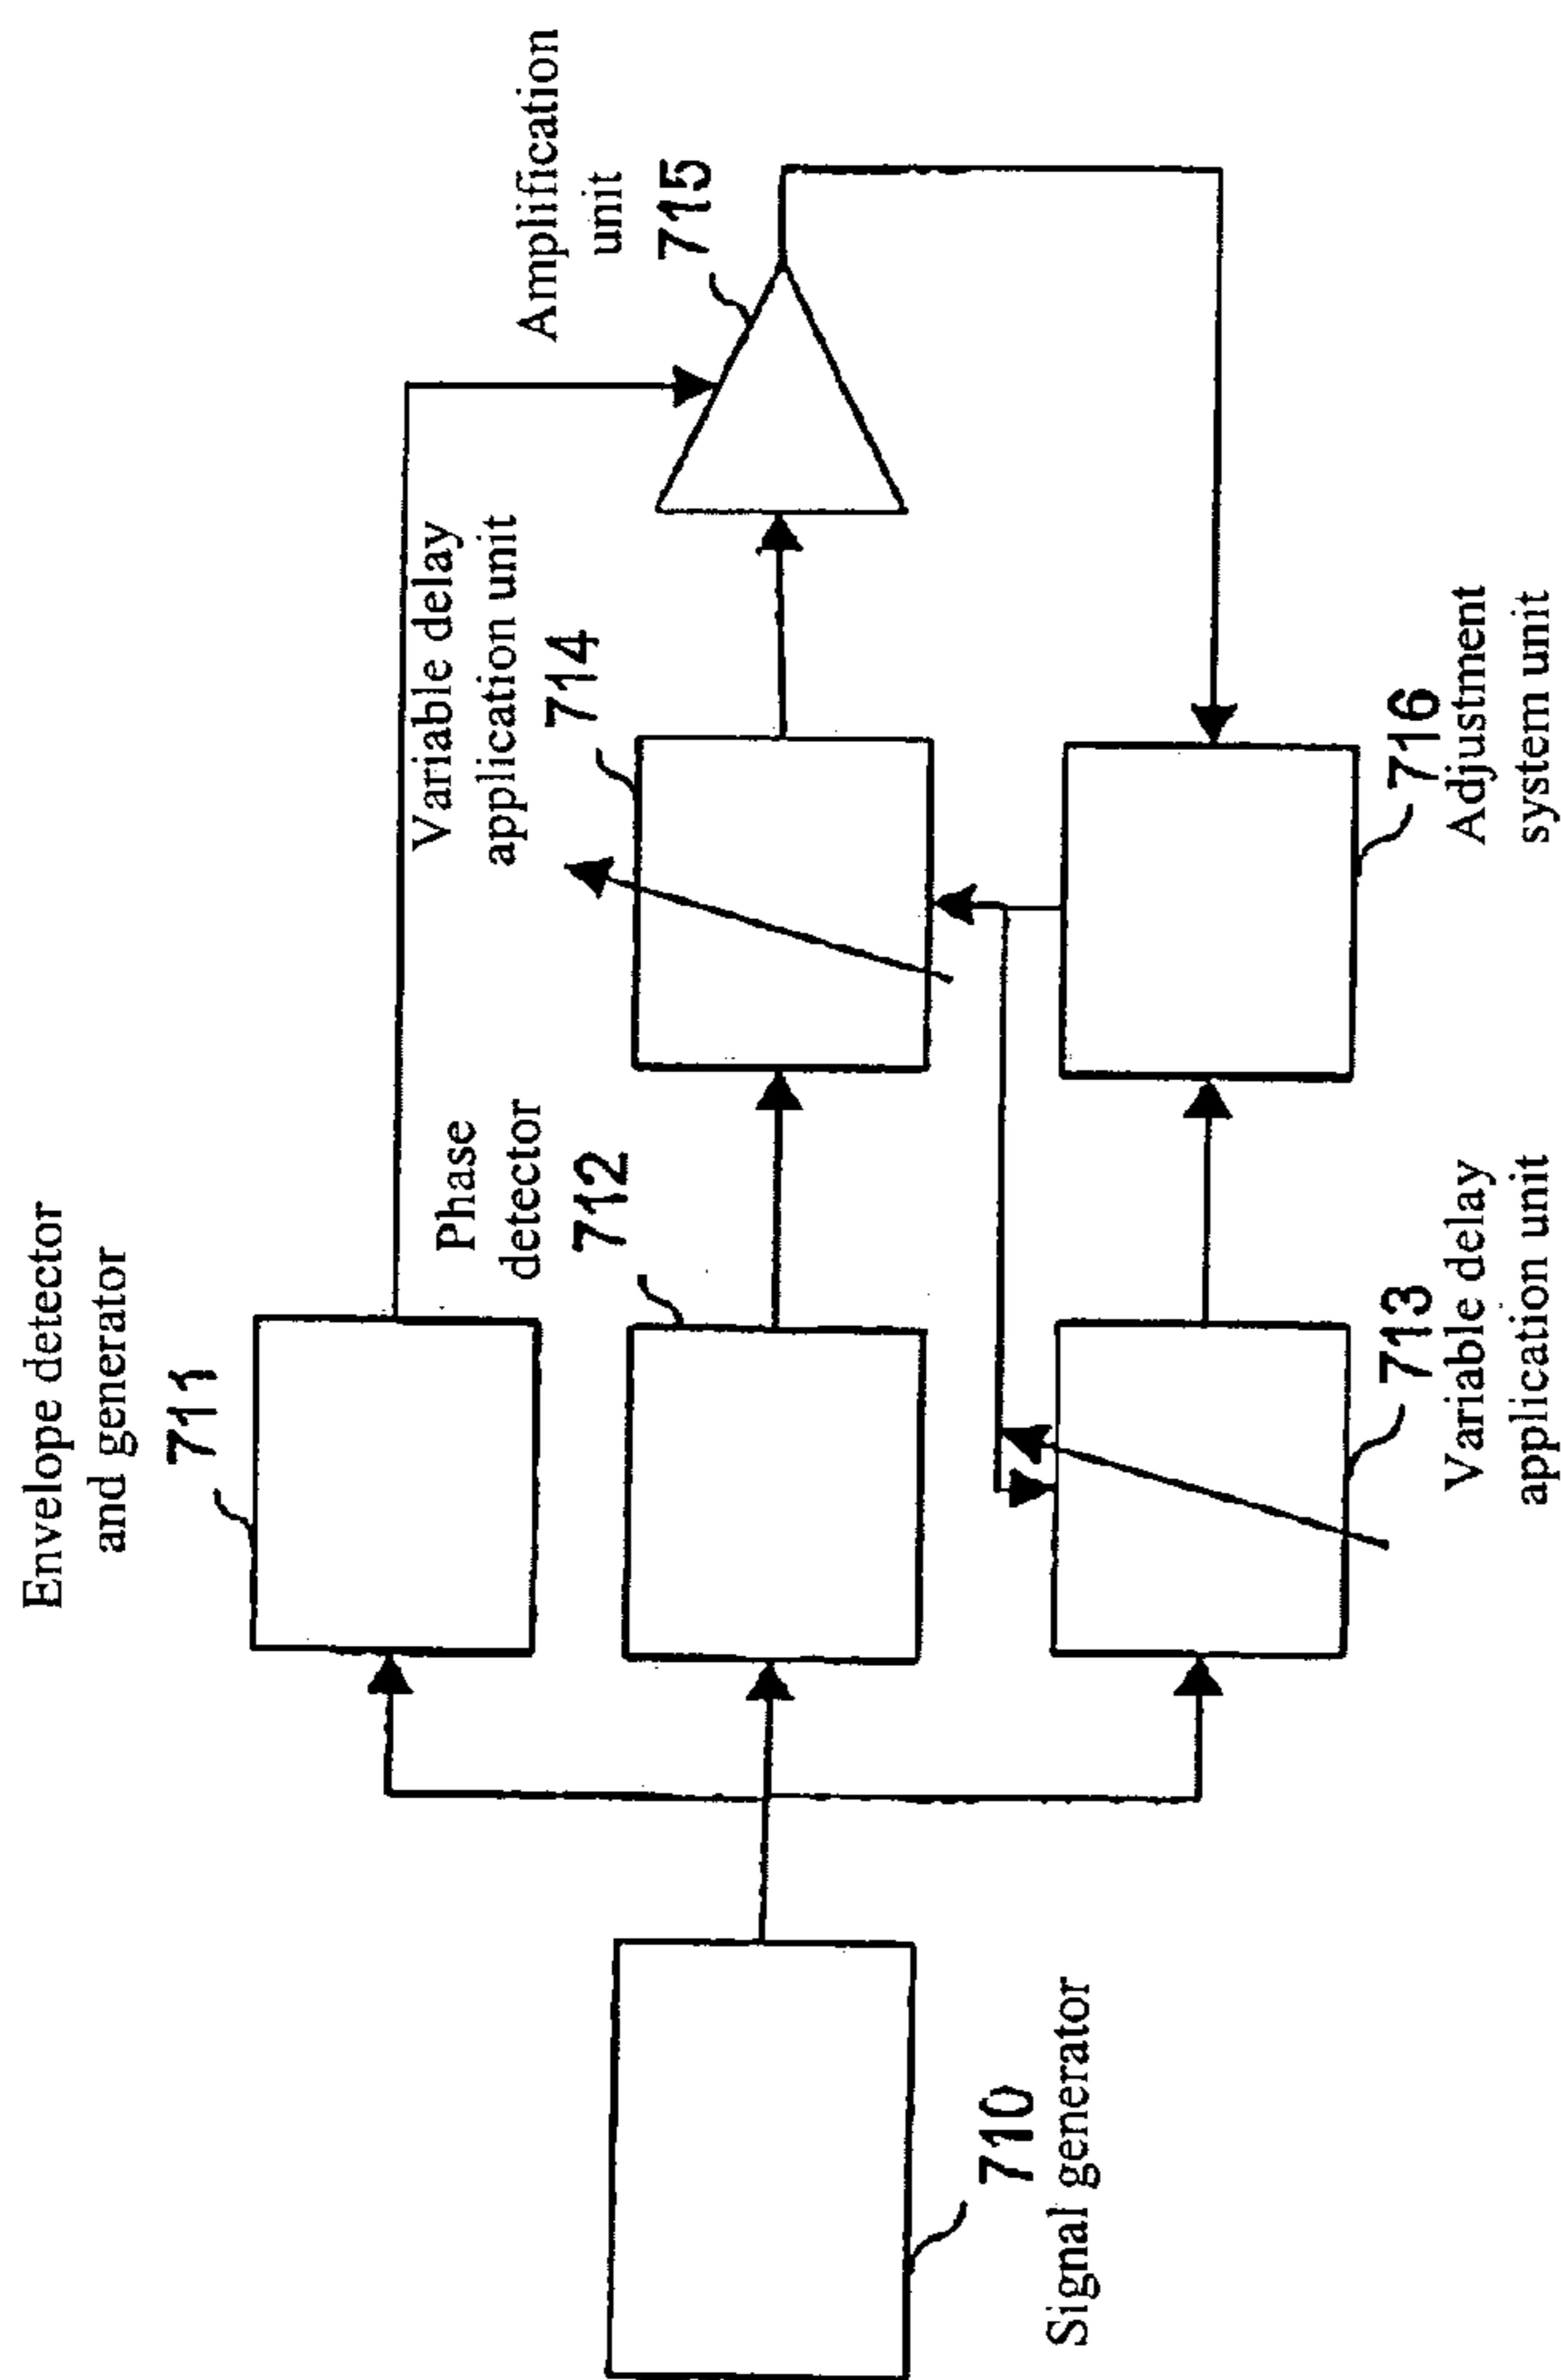 Envelope detector
and generator
711
Phase
detector
712
Variable delay
application unit
714
Amplification
unit
715
710
Signal generator
713
Variable delay
application unit
716
Adjustment
system unit